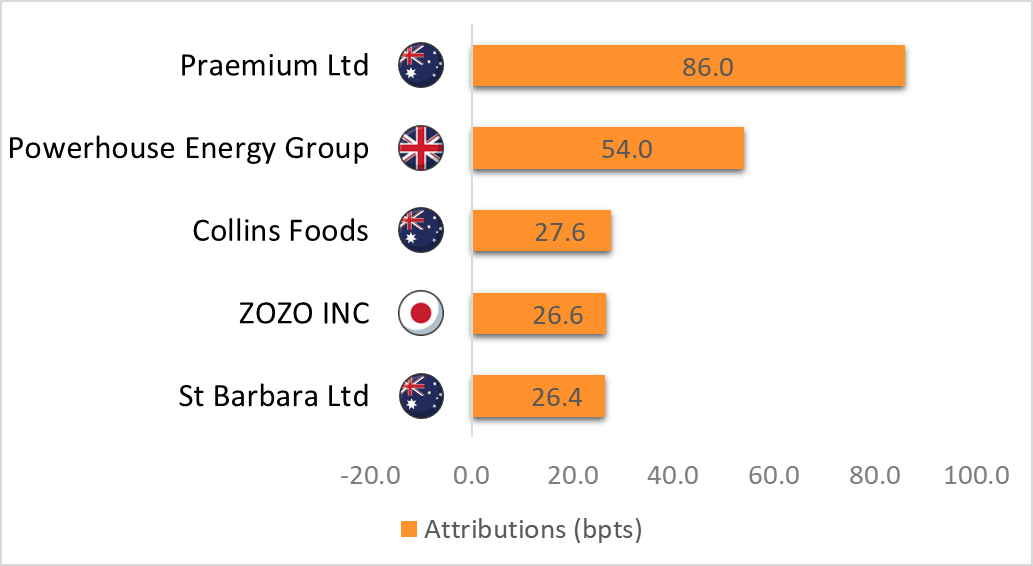 Praemium Ltd 86.0
Powerhouse Energy Group 54.0
Collins Foods 27.6
ZOZO INC 26.6
St Barbara Ltd 26.4
-20.0 0.0 20.0 40.0 60.0 80.0 100.0
Attributions (bpts)